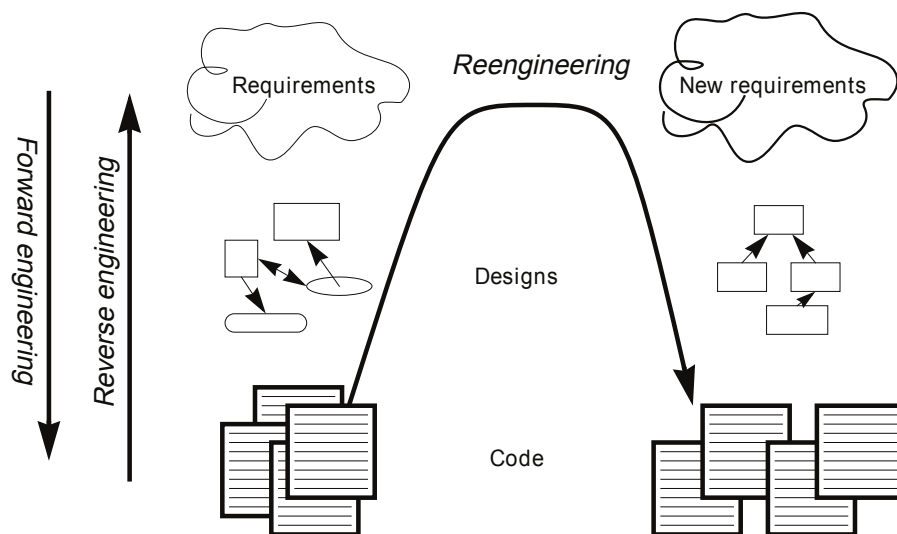 Reengineering
Requirements
New requirements
Forward engineering
Reverse engineering
Designs
Code